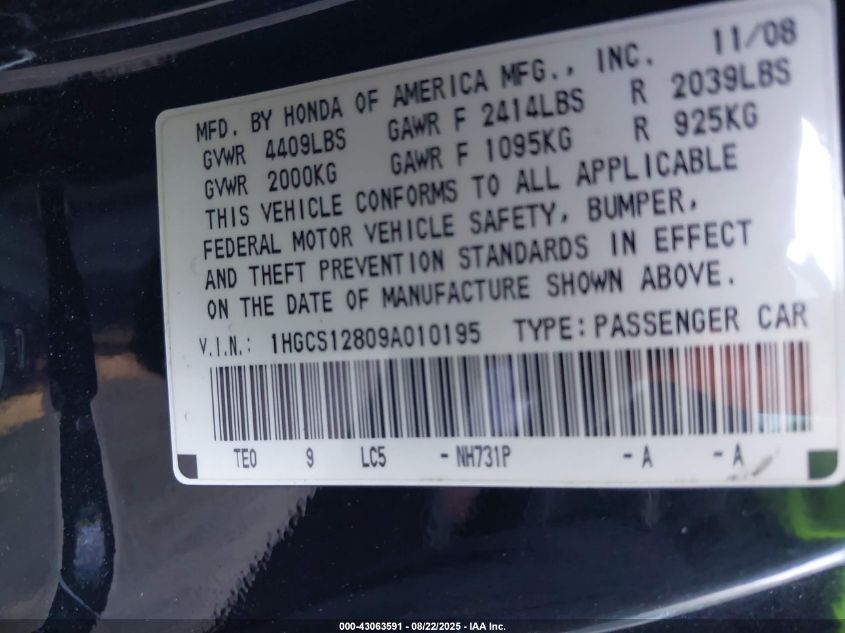 MFD. BY HONDA OF AMERICA MFG., INC. 11/08
GVWR 4409LBS GAWR F 2414LBS R 2039LBS
GVWR 2000KG GAWR F 1095KG R 925KG
THIS VEHICLE CONFORMS TO ALL APPLICABLE
FEDERAL MOTOR VEHICLE SAFETY, BUMPER,
AND THEFT PREVENTION STANDARDS IN EFFECT
ON THE DATE OF MANUFACTURE SHOWN ABOVE.
V.I.N.: 1HGCS12809A010195 TYPE:PASSENGER CAR
TE0 9 LC5 -NH731P -A -A
000-43063591 - 08/22/2025 - IAA Inc.